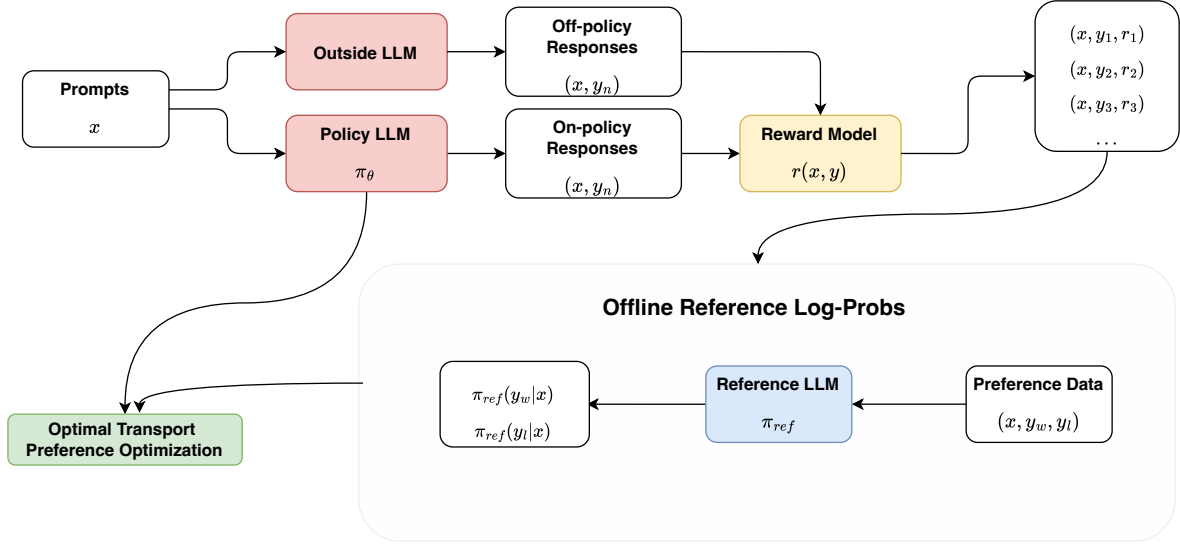 Prompts
x
Outside LLM
Policy LLM
π_θ
Off-policy
Responses
(x, y_n)
On-policy
Responses
(x, y_n)
Reward Model
r(x, y)
(x, y_1, r_1)
(x, y_2, r_2)
(x, y_3, r_3)
...
Offline Reference Log-Probs
π_ref(y_w|x)
π_ref(y_l|x)
Reference LLM
π_ref
Preference Data
(x, y_w, y_l)
Optimal Transport
Preference Optimization